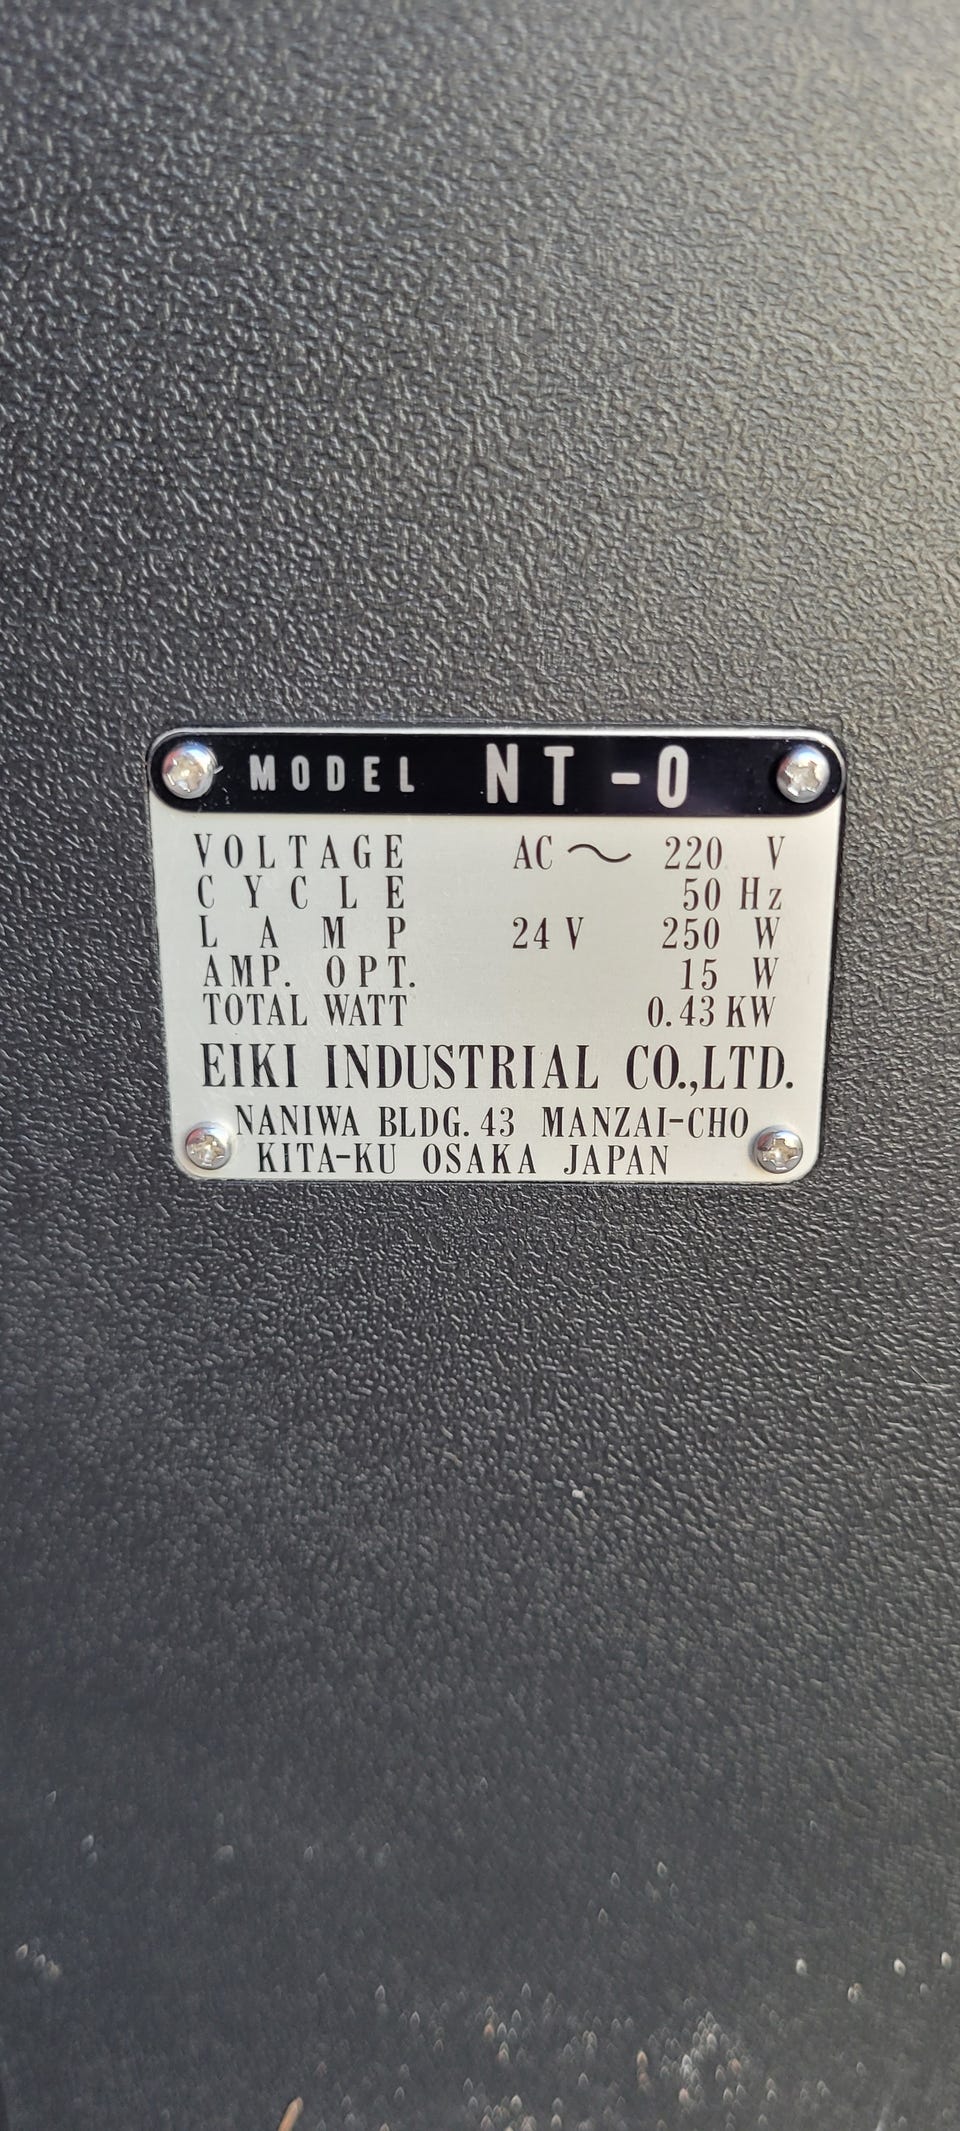 MODEL NT-0
VOLTAGE AC ~ 220 V
CYCLE 50 Hz
LAMP 24 V 250 W
AMP. OPT. 15 W
TOTAL WATT 0.43 KW
EIKI INDUSTRIAL CO.,LTD.
NANIWA BLDG. 43 MANZAI-CHO
KITA-KU OSAKA JAPAN